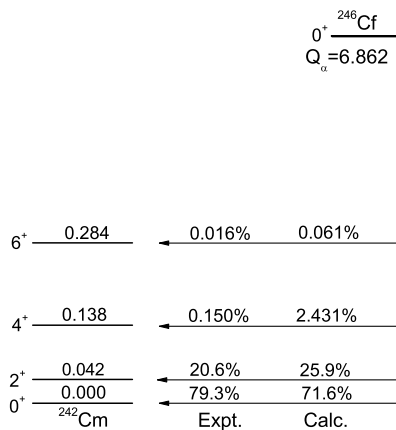 0+ 246Cf
Qα=6.862
6+ 0.284 0.016% 0.061%
4+ 0.138 0.150% 2.431%
2+ 0.042 20.6% 25.9%
0+ 0.000 79.3% 71.6%
242Cm Expt. Calc.